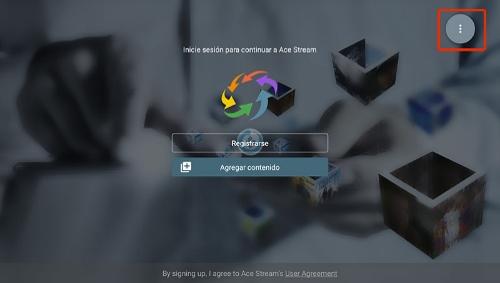 Inicie sesión para continuar a Ace Stream
Registrarse
Agregar contenido
By signing up, I agree to Ace Stream's User Agreement